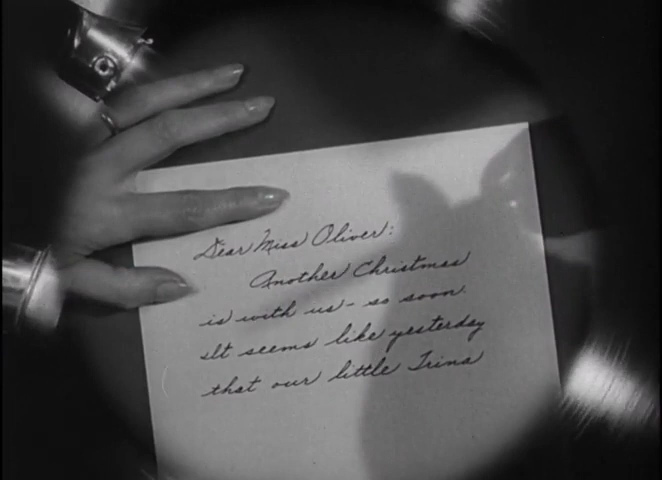 Dear Miss Oliver:
Another Christmas
is with us - so soon.
It seems like yesterday
that our little Trina